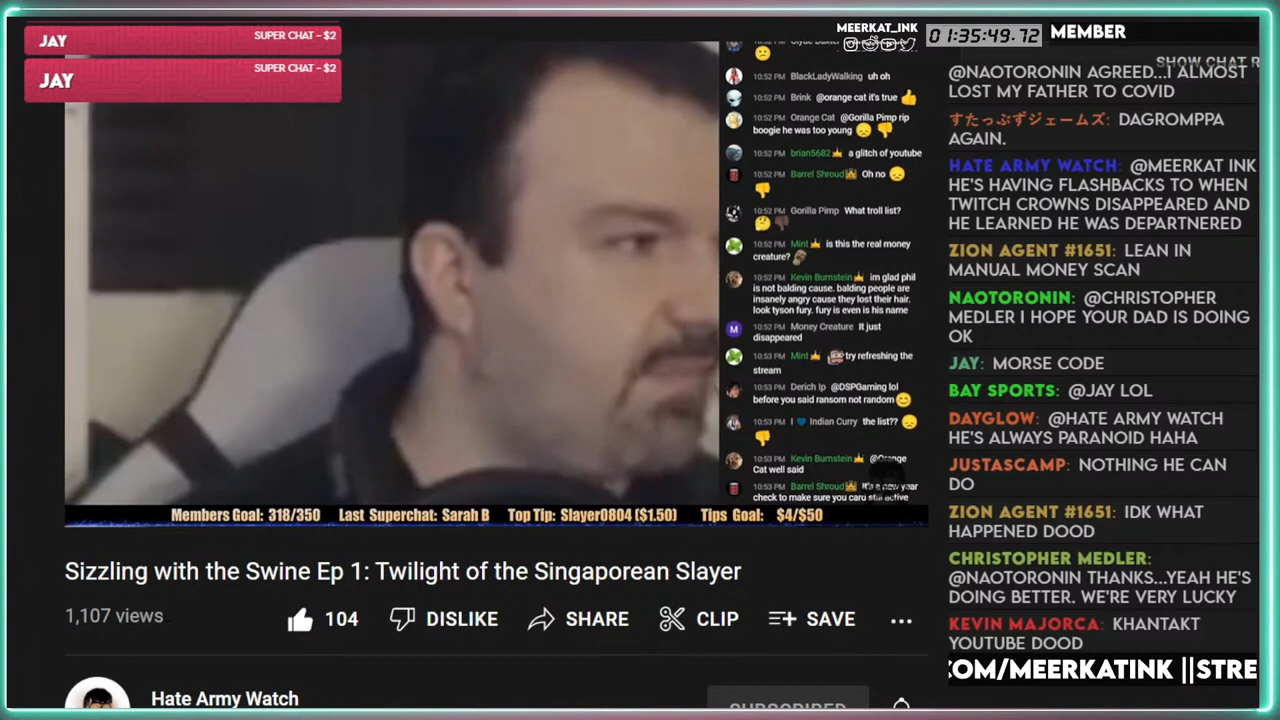 JAY
SUPER CHAT - $2
JAY
SUPER CHAT - $2
10:52 PM BlackLadyWalking uh oh
10:52 PM Brink @orange cat it's true
10:52 PM Orange Cat @Gorilla Pimp rip
boogie he was too young
10:52 PM brian5682 a glitch of youtube
10:52 PM Barrel Shroud Oh no
10:52 PM Gorilla Pimp What troll list?
10:52 PM Mint is this the real money
creature?
10:52 PM Kevin Burnstein im glad phil
is not balding cause. balding people are
insanely angry cause they lost their hair.
look tyson fury. fury is even is his name
M
10:52 PM Money Creature It just
disappeared
10:53 PM Mint try refreshing the
stream
10:53 PM Derich Ip @DSPGaming lol
before you said ransom not random
10:53 PM I Indian Curry the list??
10:53 PM Kevin Burnstein @Orange
Cat well said
10:53 PM Barrel Shroud It's a new year
check to make sure you card still active
Members Goal: 318/350 Last Superchat: Sarah B Top Tip: Slayer0804 ($1.50) Tips Goal: $4/$50
Sizzling with the Swine Ep 1: Twilight of the Singaporean Slayer
1,107 views
104
DISLIKE
SHARE
CLIP
SAVE
Hate Army Watch
SUBSCRIBED
MEERKAT_INK
01:35:49.72
MEMBER
SHOW CHAT R
@NAOTORONIN AGREED...I ALMOST
LOST MY FATHER TO COVID
すたっぷずジェームズ: DAGROMPPA
AGAIN.
HATE ARMY WATCH: @MEERKAT INK
HE'S HAVING FLASHBACKS TO WHEN
TWITCH CROWNS DISAPPEARED AND
HE LEARNED HE WAS DEPARTNERED
ZION AGENT #1651: LEAN IN
MANUAL MONEY SCAN
NAOTORONIN: @CHRISTOPHER
MEDLER I HOPE YOUR DAD IS DOING
OK
JAY: MORSE CODE
BAY SPORTS: @JAY LOL
DAYGLOW: @HATE ARMY WATCH
HE'S ALWAYS PARANOID HAHA
JUSTASCAMP: NOTHING HE CAN
DO
ZION AGENT #1651: IDK WHAT
HAPPENED DOOD
CHRISTOPHER MEDLER:
@NAOTORONIN THANKS...YEAH HE'S
DOING BETTER. WE'RE VERY LUCKY
KEVIN MAJORCA: KHANTAKT
YOUTUBE DOOD
COM/MEERKATINK ||STRE